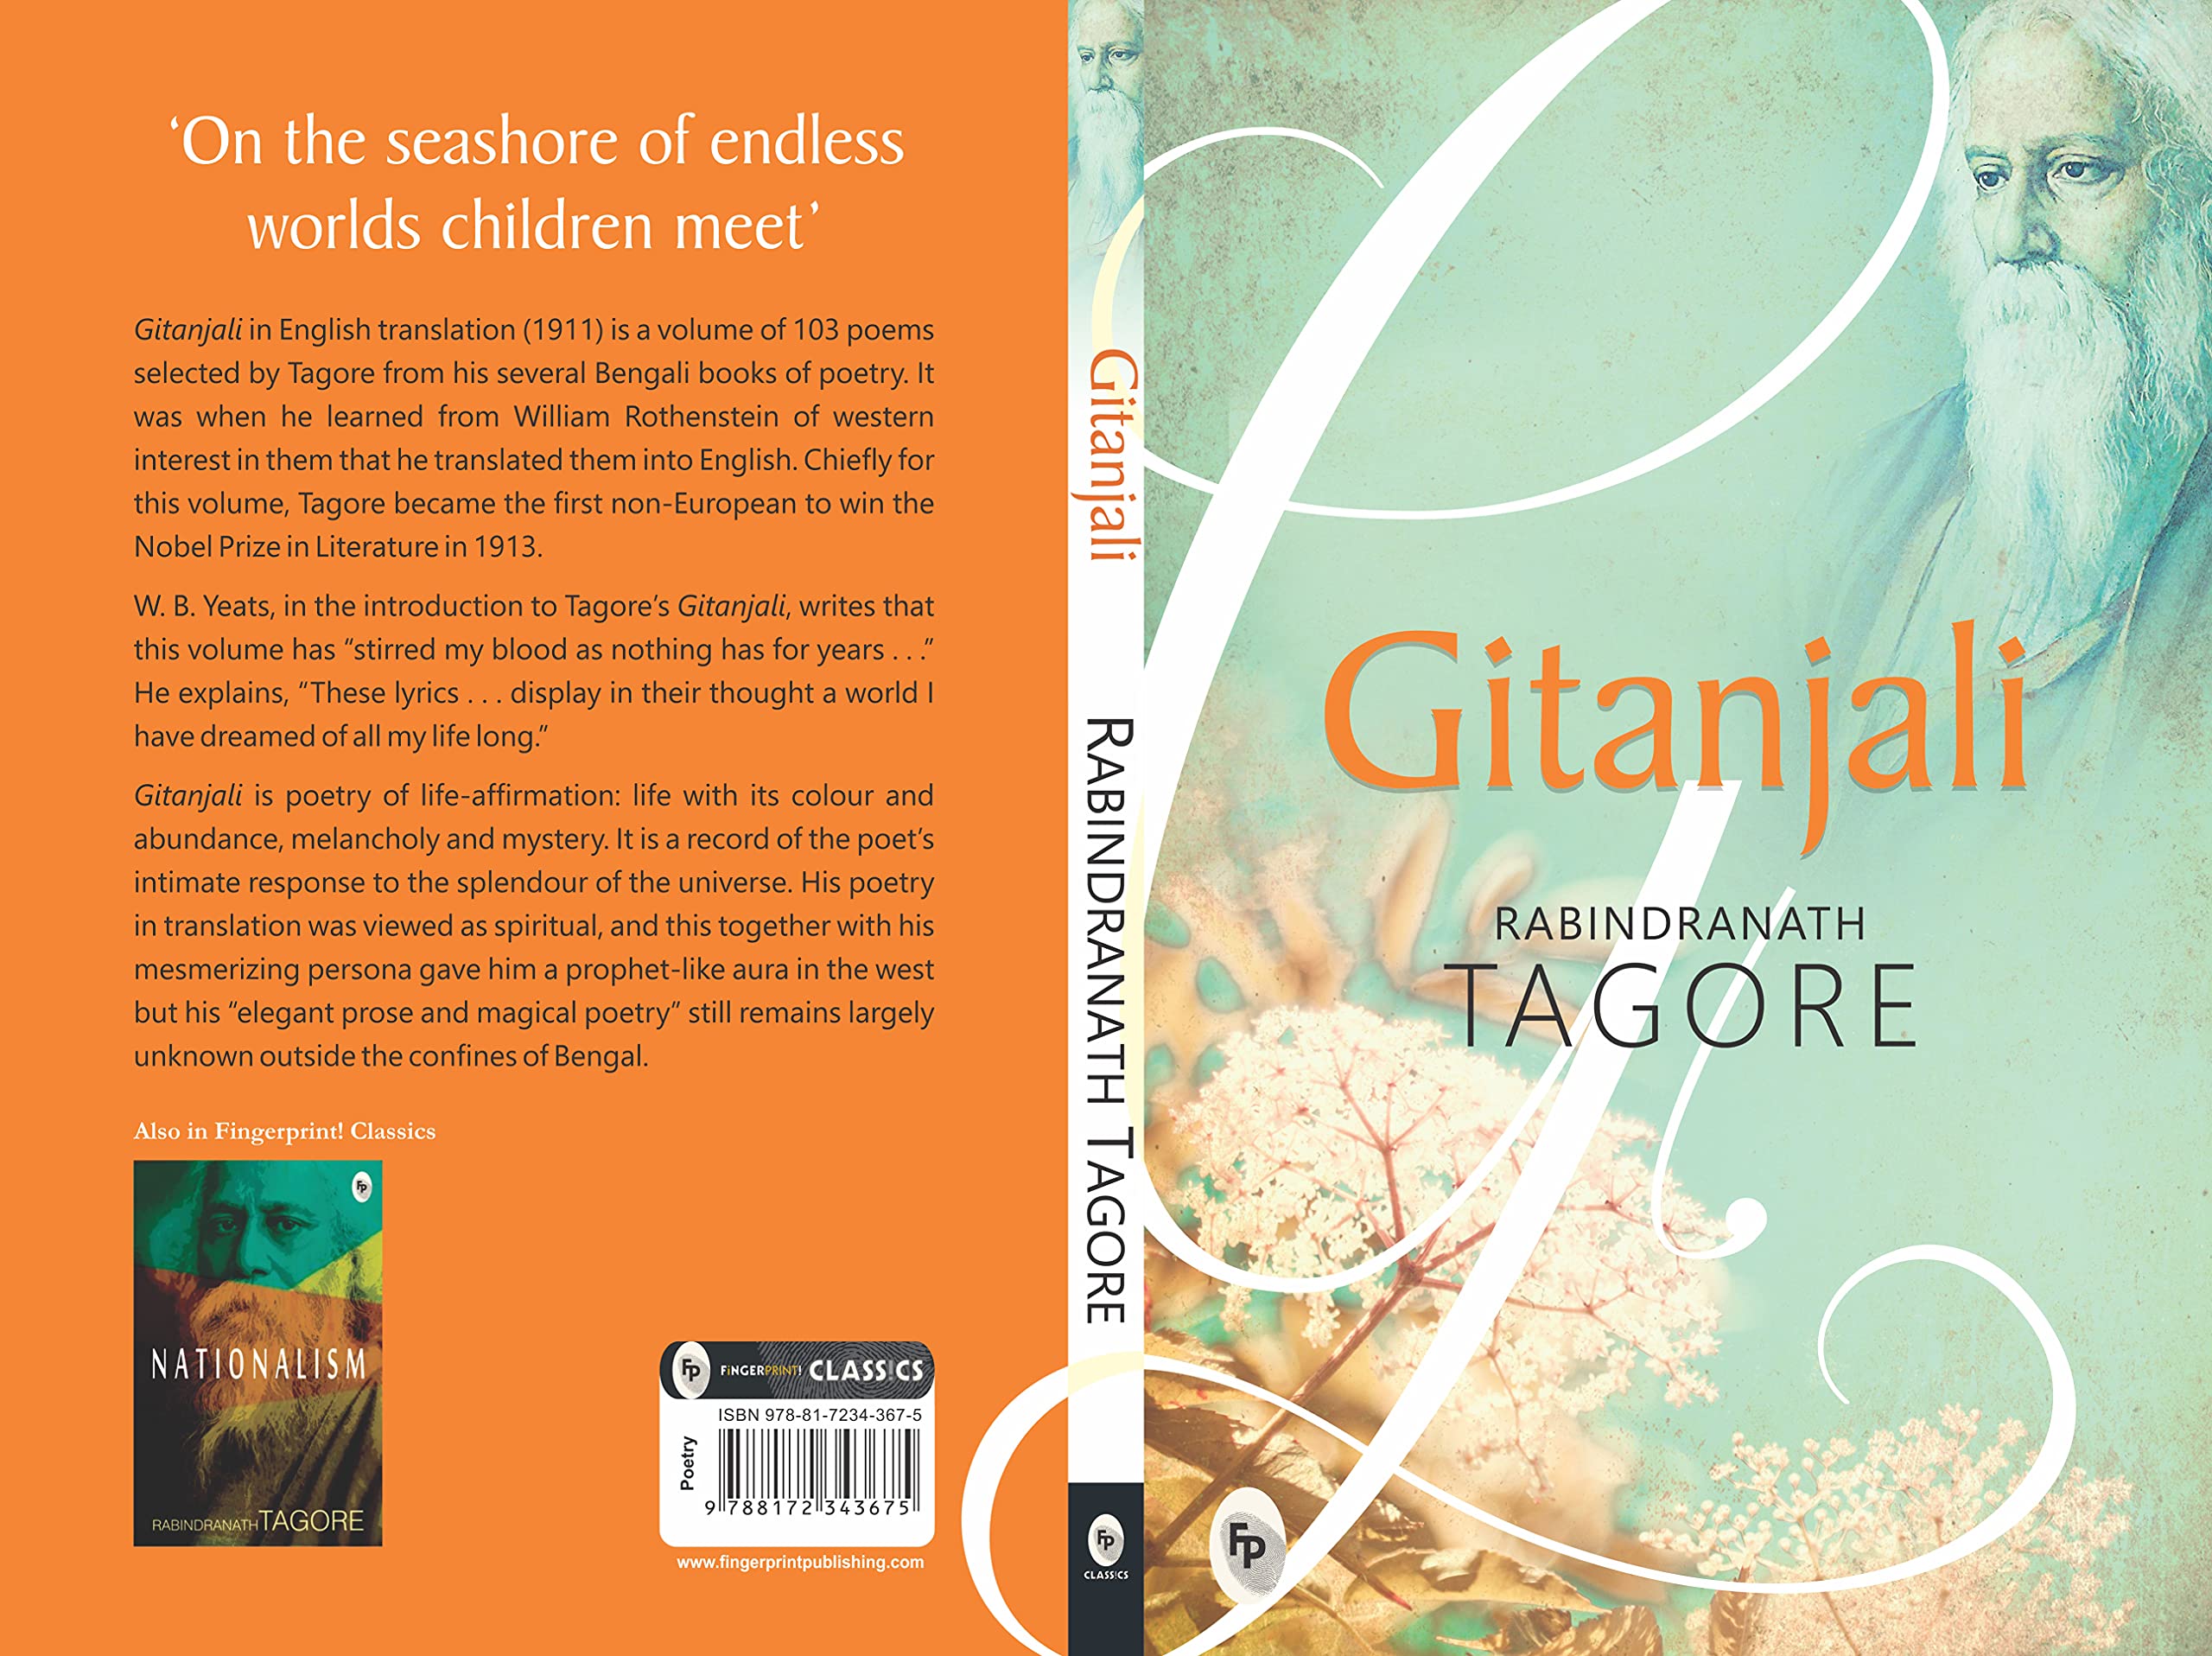 ‘On the seashore of endless
worlds children meet’
Gitanjali in English translation (1911) is a volume of 103 poems
selected by Tagore from his several Bengali books of poetry. It
was when he learned from William Rothenstein of western
interest in them that he translated them into English. Chiefly for
this volume, Tagore became the first non-European to win the
Nobel Prize in Literature in 1913.
W. B. Yeats, in the introduction to Tagore’s Gitanjali, writes that
this volume has “stirred my blood as nothing has for years . . .”
He explains, “These lyrics . . . display in their thought a world I
have dreamed of all my life long.”
Gitanjali is poetry of life-affirmation: life with its colour and
abundance, melancholy and mystery. It is a record of the poet’s
intimate response to the splendour of the universe. His poetry
in translation was viewed as spiritual, and this together with his
mesmerizing persona gave him a prophet-like aura in the west
but his “elegant prose and magical poetry” still remains largely
unknown outside the confines of Bengal.
Also in Fingerprint! Classics
FP
NATIONALISM
RABINDRANATH TAGORE
FP FiNGERPRINT! CLASS!CS
ISBN 978-81-7234-367-5
Poetry
9 788172 343675
www.fingerprintpublishing.com
Gitanjali
RABINDRANATH TAGORE
FP
CLASS!CS
G
Gitanjali
RABINDRANATH
TAGORE
FP